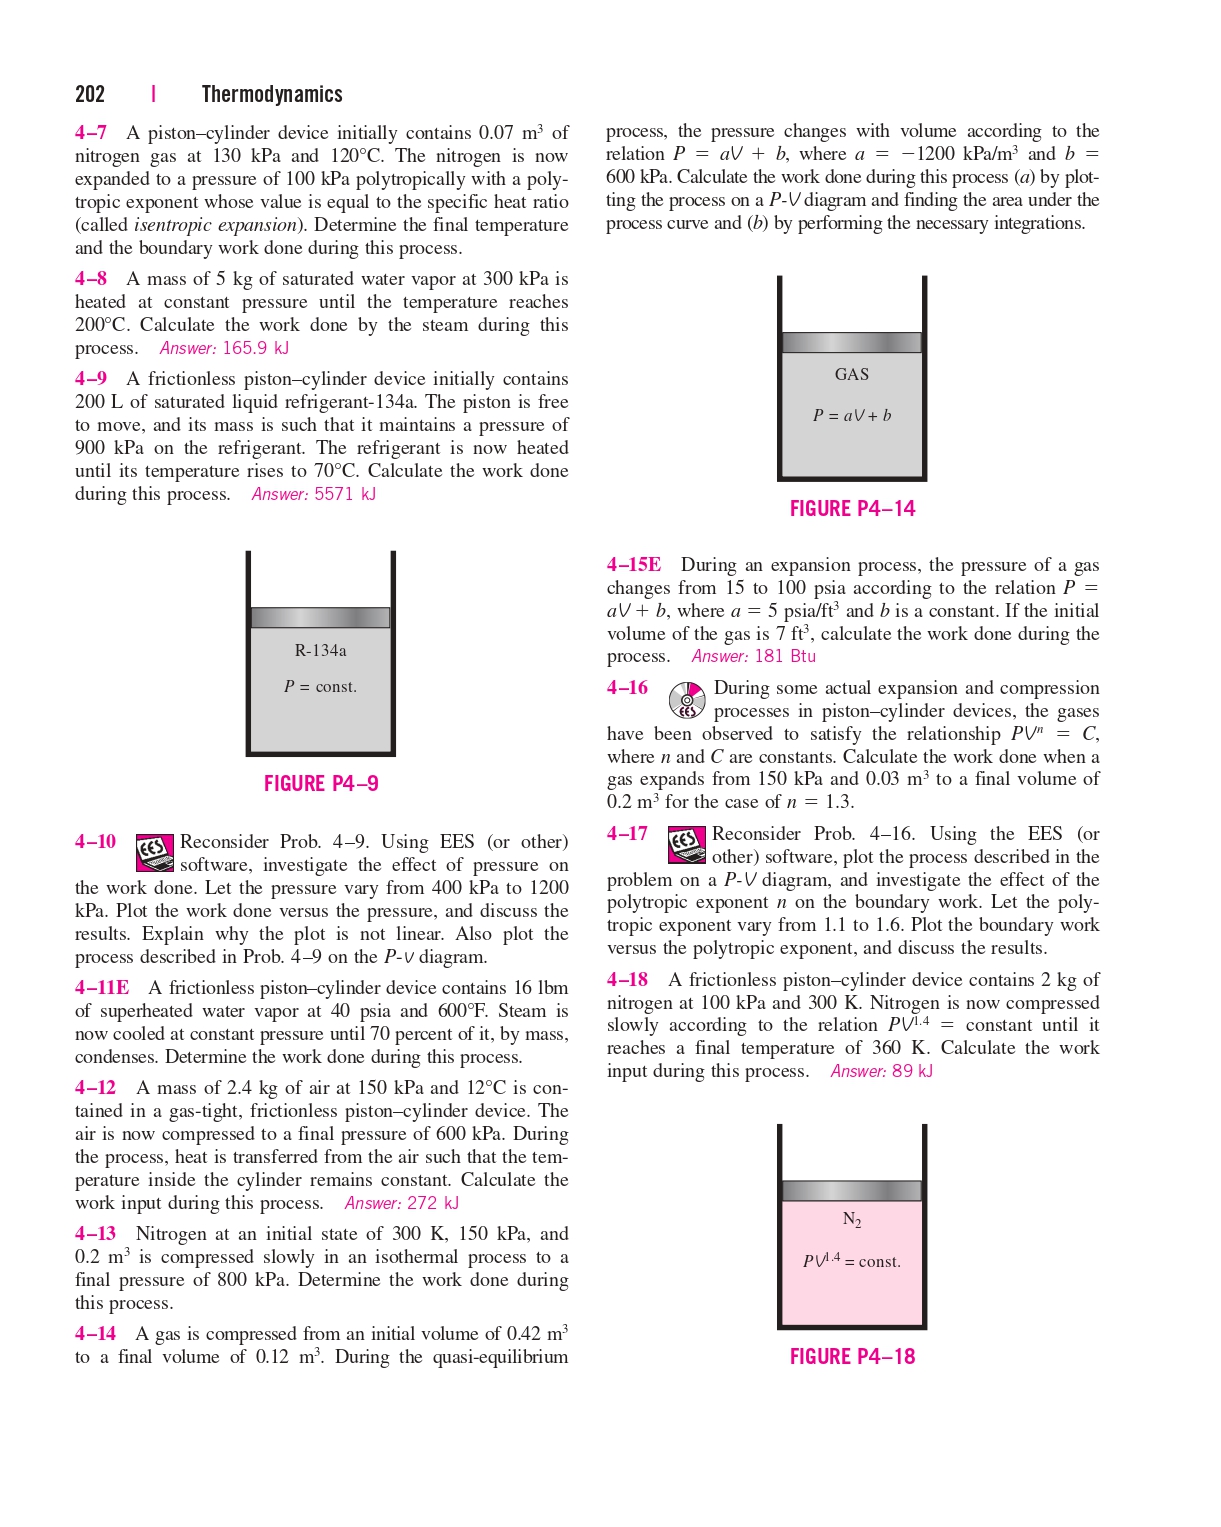 202 | Thermodynamics
4–7 A piston–cylinder device initially contains 0.07 m³ of
nitrogen gas at 130 kPa and 120°C. The nitrogen is now
expanded to a pressure of 100 kPa polytropically with a poly-
tropic exponent whose value is equal to the specific heat ratio
(called isentropic expansion). Determine the final temperature
and the boundary work done during this process.
4–8 A mass of 5 kg of saturated water vapor at 300 kPa is
heated at constant pressure until the temperature reaches
200°C. Calculate the work done by the steam during this
process. Answer: 165.9 kJ
4–9 A frictionless piston–cylinder device initially contains
200 L of saturated liquid refrigerant-134a. The piston is free
to move, and its mass is such that it maintains a pressure of
900 kPa on the refrigerant. The refrigerant is now heated
until its temperature rises to 70°C. Calculate the work done
during this process. Answer: 5571 kJ
R-134a
P = const.
FIGURE P4–9
4–10 EES Reconsider Prob. 4–9. Using EES (or other)
software, investigate the effect of pressure on
the work done. Let the pressure vary from 400 kPa to 1200
kPa. Plot the work done versus the pressure, and discuss the
results. Explain why the plot is not linear. Also plot the
process described in Prob. 4–9 on the P-V diagram.
4–11E A frictionless piston–cylinder device contains 16 lbm
of superheated water vapor at 40 psia and 600°F. Steam is
now cooled at constant pressure until 70 percent of it, by mass,
condenses. Determine the work done during this process.
4–12 A mass of 2.4 kg of air at 150 kPa and 12°C is con-
tained in a gas-tight, frictionless piston–cylinder device. The
air is now compressed to a final pressure of 600 kPa. During
the process, heat is transferred from the air such that the tem-
perature inside the cylinder remains constant. Calculate the
work input during this process. Answer: 272 kJ
4–13 Nitrogen at an initial state of 300 K, 150 kPa, and
0.2 m³ is compressed slowly in an isothermal process to a
final pressure of 800 kPa. Determine the work done during
this process.
4–14 A gas is compressed from an initial volume of 0.42 m³
to a final volume of 0.12 m³. During the quasi-equilibrium
process, the pressure changes with volume according to the
relation P = aV + b, where a = −1200 kPa/m³ and b =
600 kPa. Calculate the work done during this process (a) by plot-
ting the process on a P-V diagram and finding the area under the
process curve and (b) by performing the necessary integrations.
GAS
P = aV + b
FIGURE P4–14
4–15E During an expansion process, the pressure of a gas
changes from 15 to 100 psia according to the relation P =
aV + b, where a = 5 psia/ft³ and b is a constant. If the initial
volume of the gas is 7 ft³, calculate the work done during the
process. Answer: 181 Btu
4–16 EES During some actual expansion and compression
processes in piston–cylinder devices, the gases
have been observed to satisfy the relationship PVⁿ = C,
where n and C are constants. Calculate the work done when a
gas expands from 150 kPa and 0.03 m³ to a final volume of
0.2 m³ for the case of n = 1.3.
4–17 EES Reconsider Prob. 4–16. Using the EES (or
other) software, plot the process described in the
problem on a P-V diagram, and investigate the effect of the
polytropic exponent n on the boundary work. Let the poly-
tropic exponent vary from 1.1 to 1.6. Plot the boundary work
versus the polytropic exponent, and discuss the results.
4–18 A frictionless piston–cylinder device contains 2 kg of
nitrogen at 100 kPa and 300 K. Nitrogen is now compressed
slowly according to the relation PV¹·⁴ = constant until it
reaches a final temperature of 360 K. Calculate the work
input during this process. Answer: 89 kJ
N₂
PV¹·⁴ = const.
FIGURE P4–18